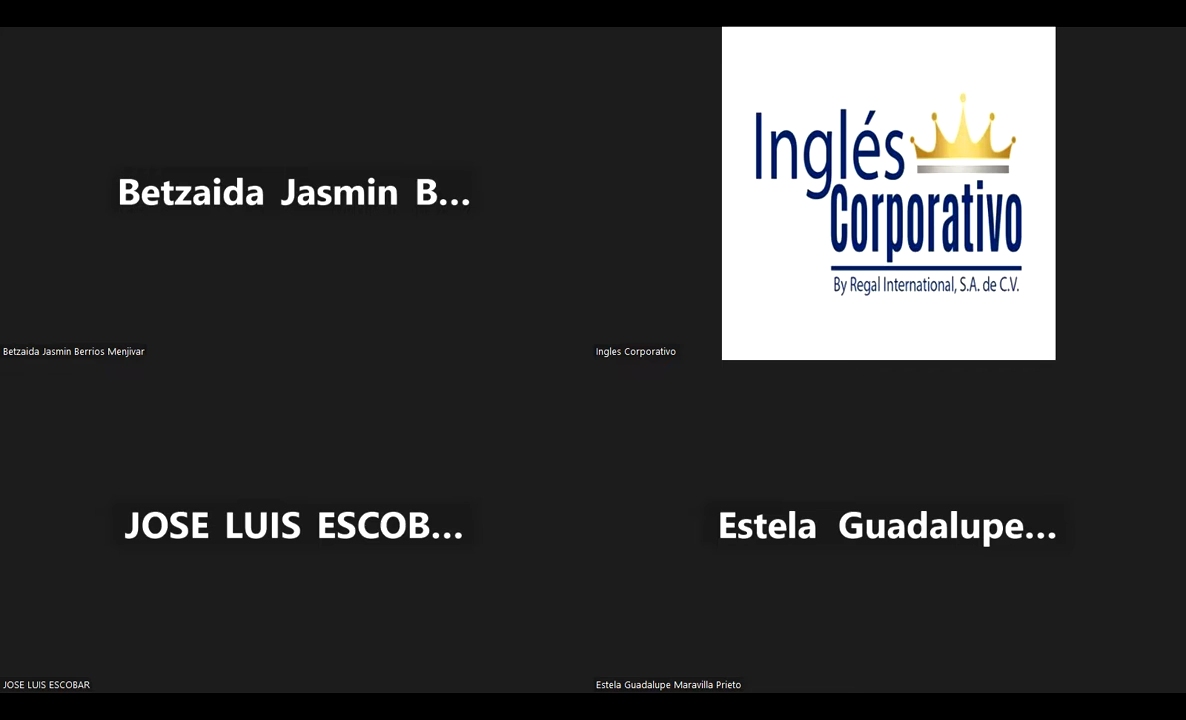 Betzaida Jasmin B...
Betzaida Jasmin Berrios Menjivar
Inglés
Corporativo
By Regal International, S.A. de C.V.
Ingles Corporativo
JOSE LUIS ESCOB...
JOSE LUIS ESCOBAR
Estela Guadalupe...
Estela Guadalupe Maravilla Prieto